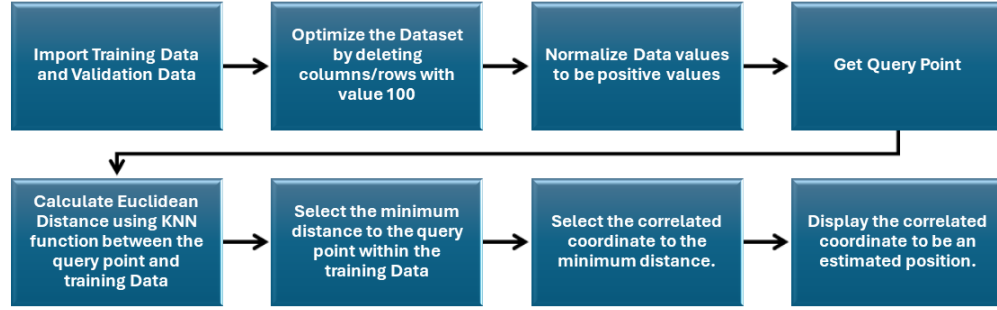 Import Training Data
and Validation Data
Optimize the Dataset
by deleting
columns/rows with
value 100
Normalize Data values
to be positive values
Get Query Point
Calculate Euclidean
Distance using KNN
function between the
query point and
training Data
Select the minimum
distance to the query
point within the
training Data
Select the correlated
coordinate to the
minimum distance.
Display the correlated
coordinate to be an
estimated position.